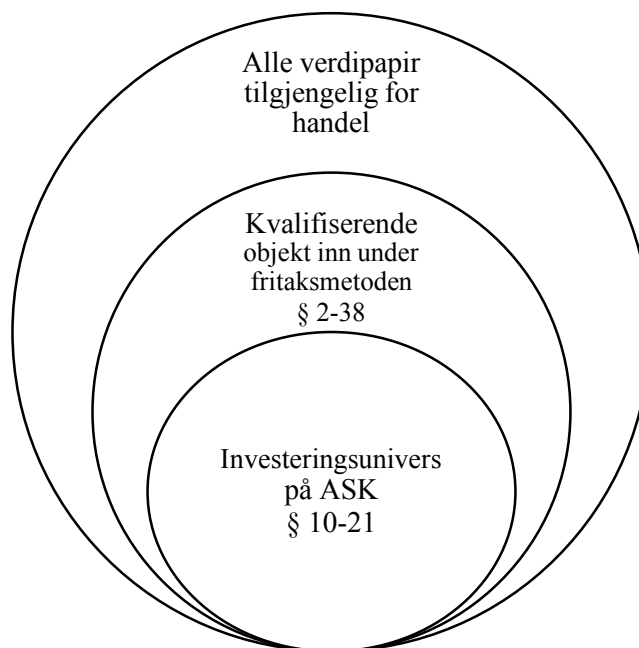 Alle verdipapir
tilgjengelig for
handel
Kvalifiserende
objekt inn under
fritaksmetoden
§ 2-38
Investeringsunivers
på ASK
§ 10-21